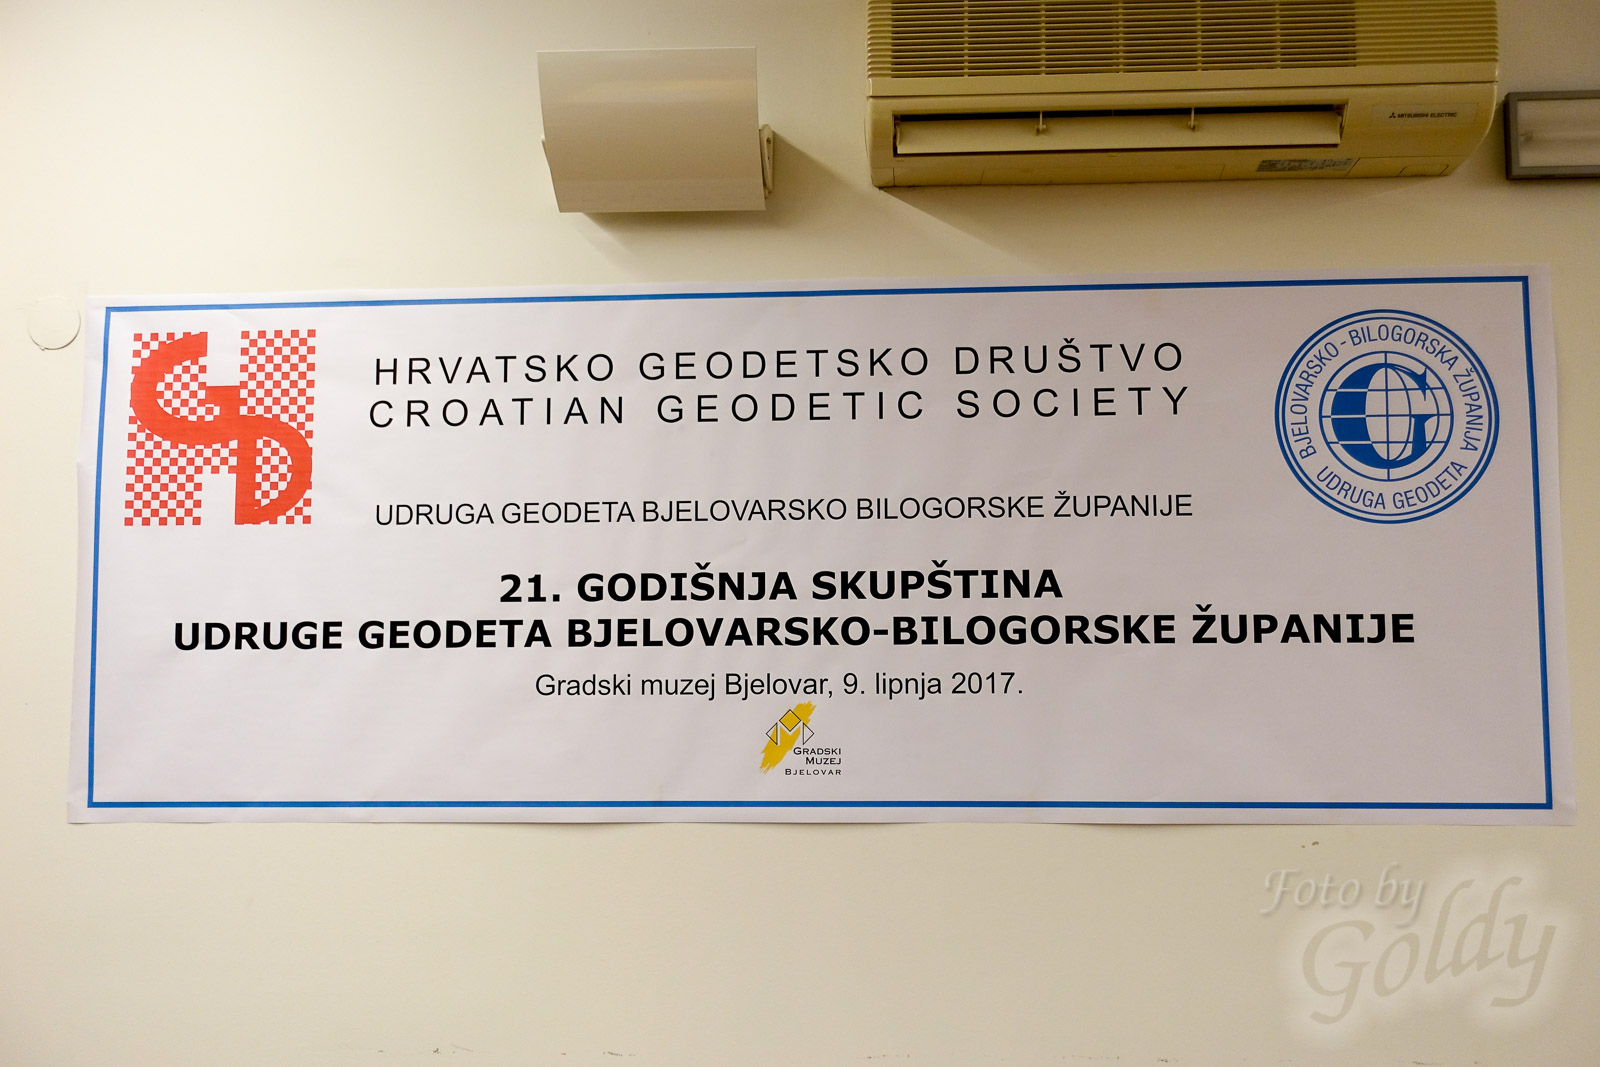 MITSUBISHI ELECTRIC
HRVATSKO GEODETSKO DRUŠTVO
CROATIAN GEODETIC SOCIETY
BJELOVARSKO - BILOGORSKA ŽUPANIJA
UDRUGA GEODETA
G
UDRUGA GEODETA BJELOVARSKO BILOGORSKE ŽUPANIJE
21. GODIŠNJA SKUPŠTINA
UDRUGE GEODETA BJELOVARSKO-BILOGORSKE ŽUPANIJE
Gradski muzej Bjelovar, 9. lipnja 2017.
GRADSKI
MUZEJ
BJELOVAR
Foto by
Goldy